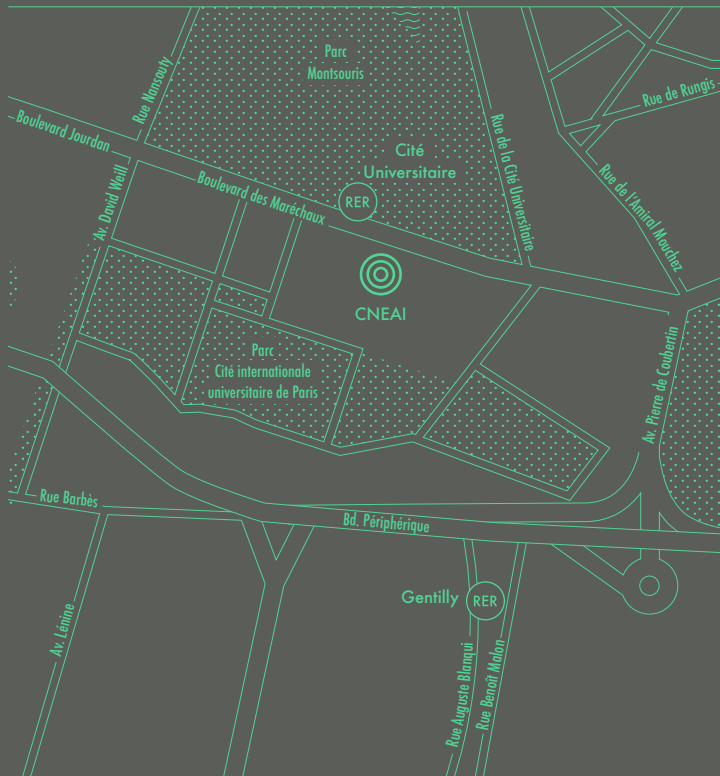 Parc
Montsouris
Rue Nansouty
Rue de Rungis
Boulevard Jourdan
Cité
Universitaire
RER
Rue de la Cité Universitaire
Boulevard des Maréchaux
Av. David Weill
Rue de l'Amiral Mouchez
CNEAI
Parc
Cité internationale
universitaire de Paris
Av. Pierre de Coubertin
Rue Barbès
Bd. Périphérique
Gentilly
RER
Av. Lénine
Rue Auguste Blanqui
Rue Benoît Malon